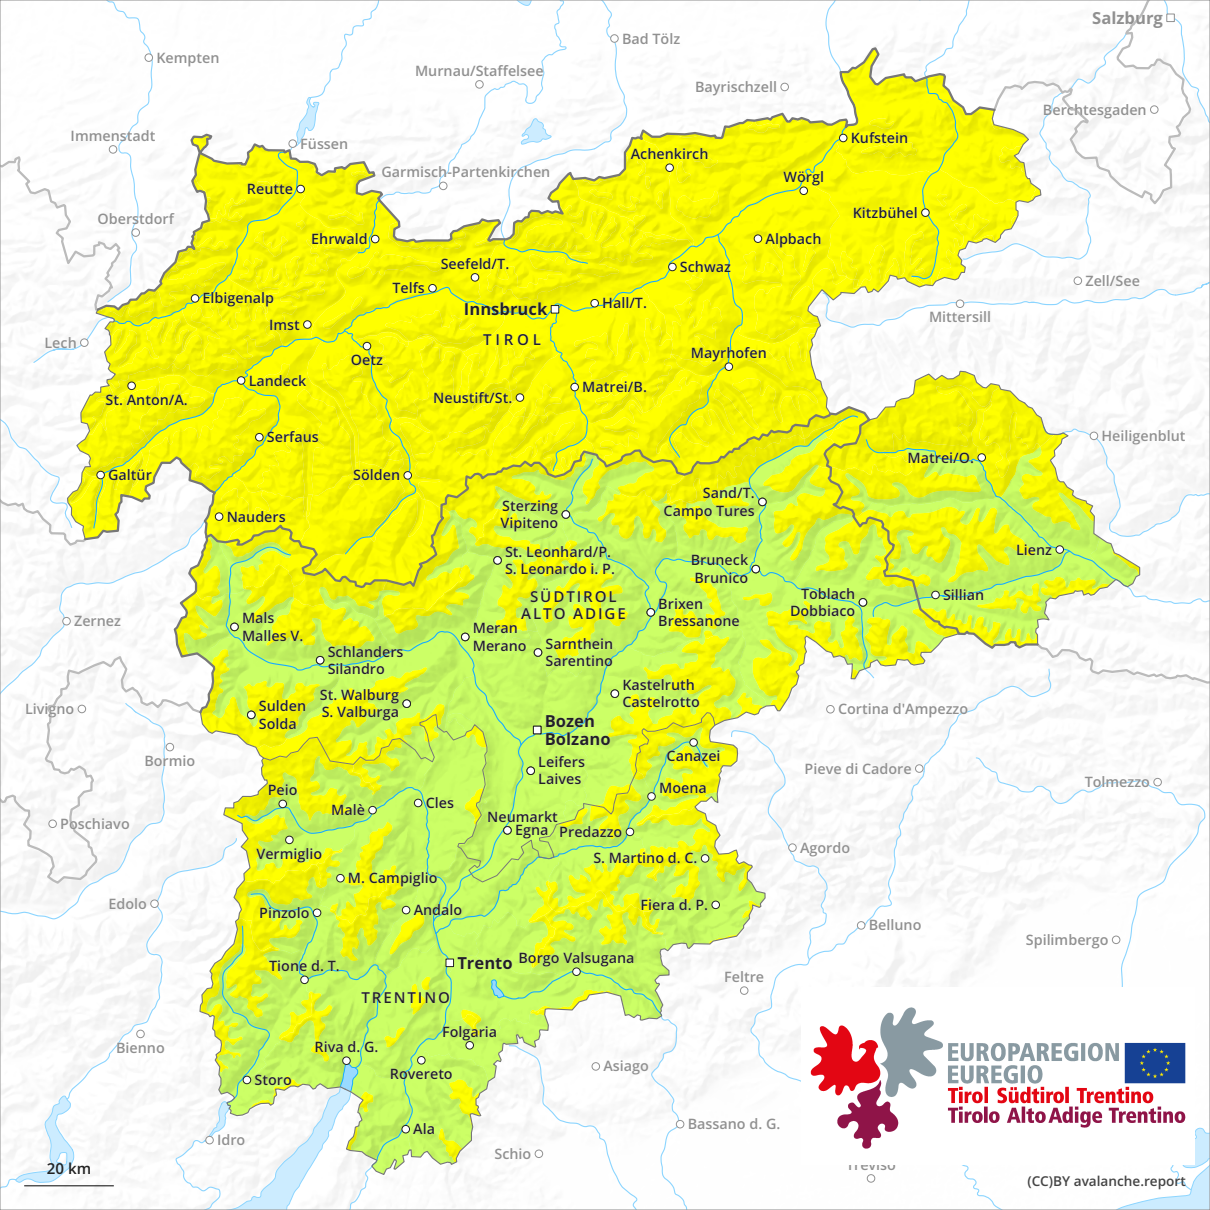 Salzburg
Bad Tölz
Kempten
Murnau/Staffelsee
Bayrischzell
Berchtesgaden
Immenstadt
Füssen
Kufstein
Achenkirch
Garmisch-Partenkirchen
Wörgl
Reutte
Oberstdorf
Kitzbühel
Ehrwald
Alpbach
Seefeld/T.
Schwaz
Zell/See
Telfs
Elbigenalp
Hall/T.
Innsbruck
Mittersill
Imst
TIROL
Lech
Oetz
Mayrhofen
Landeck
Matrei/B.
St. Anton/A.
Neustift/St.
Serfaus
Heiligenblut
Matrei/O.
Galtür
Sölden
Sand/T.
Campo Tures
Sterzing
Vipiteno
Nauders
Lienz
St. Leonhard/P.
S. Leonardo i. P.
Bruneck
Brunico
SÜDTIROL
ALTO ADIGE
Toblach
Dobbiaco
Sillian
Brixen
Bressanone
Zernez
Mals
Malles V.
Meran
Merano
Sarnthein
Sarentino
Schlanders
Silandro
Kastelruth
Castelrotto
St. Walburg
S. Valburga
Livigno
Sulden
Solda
Cortina d'Ampezzo
Bozen
Bolzano
Canazei
Bormio
Leifers
Laives
Pieve di Cadore
Tolmezzo
Peio
Moena
Malè
Cles
Poschiavo
Neumarkt
Egna
Predazzo
Vermiglio
Agordo
S. Martino d. C.
M. Campiglio
Edolo
Pinzolo
Andalo
Fiera d. P.
Belluno
Spilimbergo
Trento
Borgo Valsugana
Tione d. T.
Feltre
TRENTINO
Folgaria
Bienno
Riva d. G.
EUROPAREGION
EUREGIO
Tirol Südtirol Trentino
Tirolo Alto Adige Trentino
Asiago
Rovereto
Storo
Ala
Bassano d. G.
Idro
Schio
Treviso
20 km
(CC)BY avalanche.report